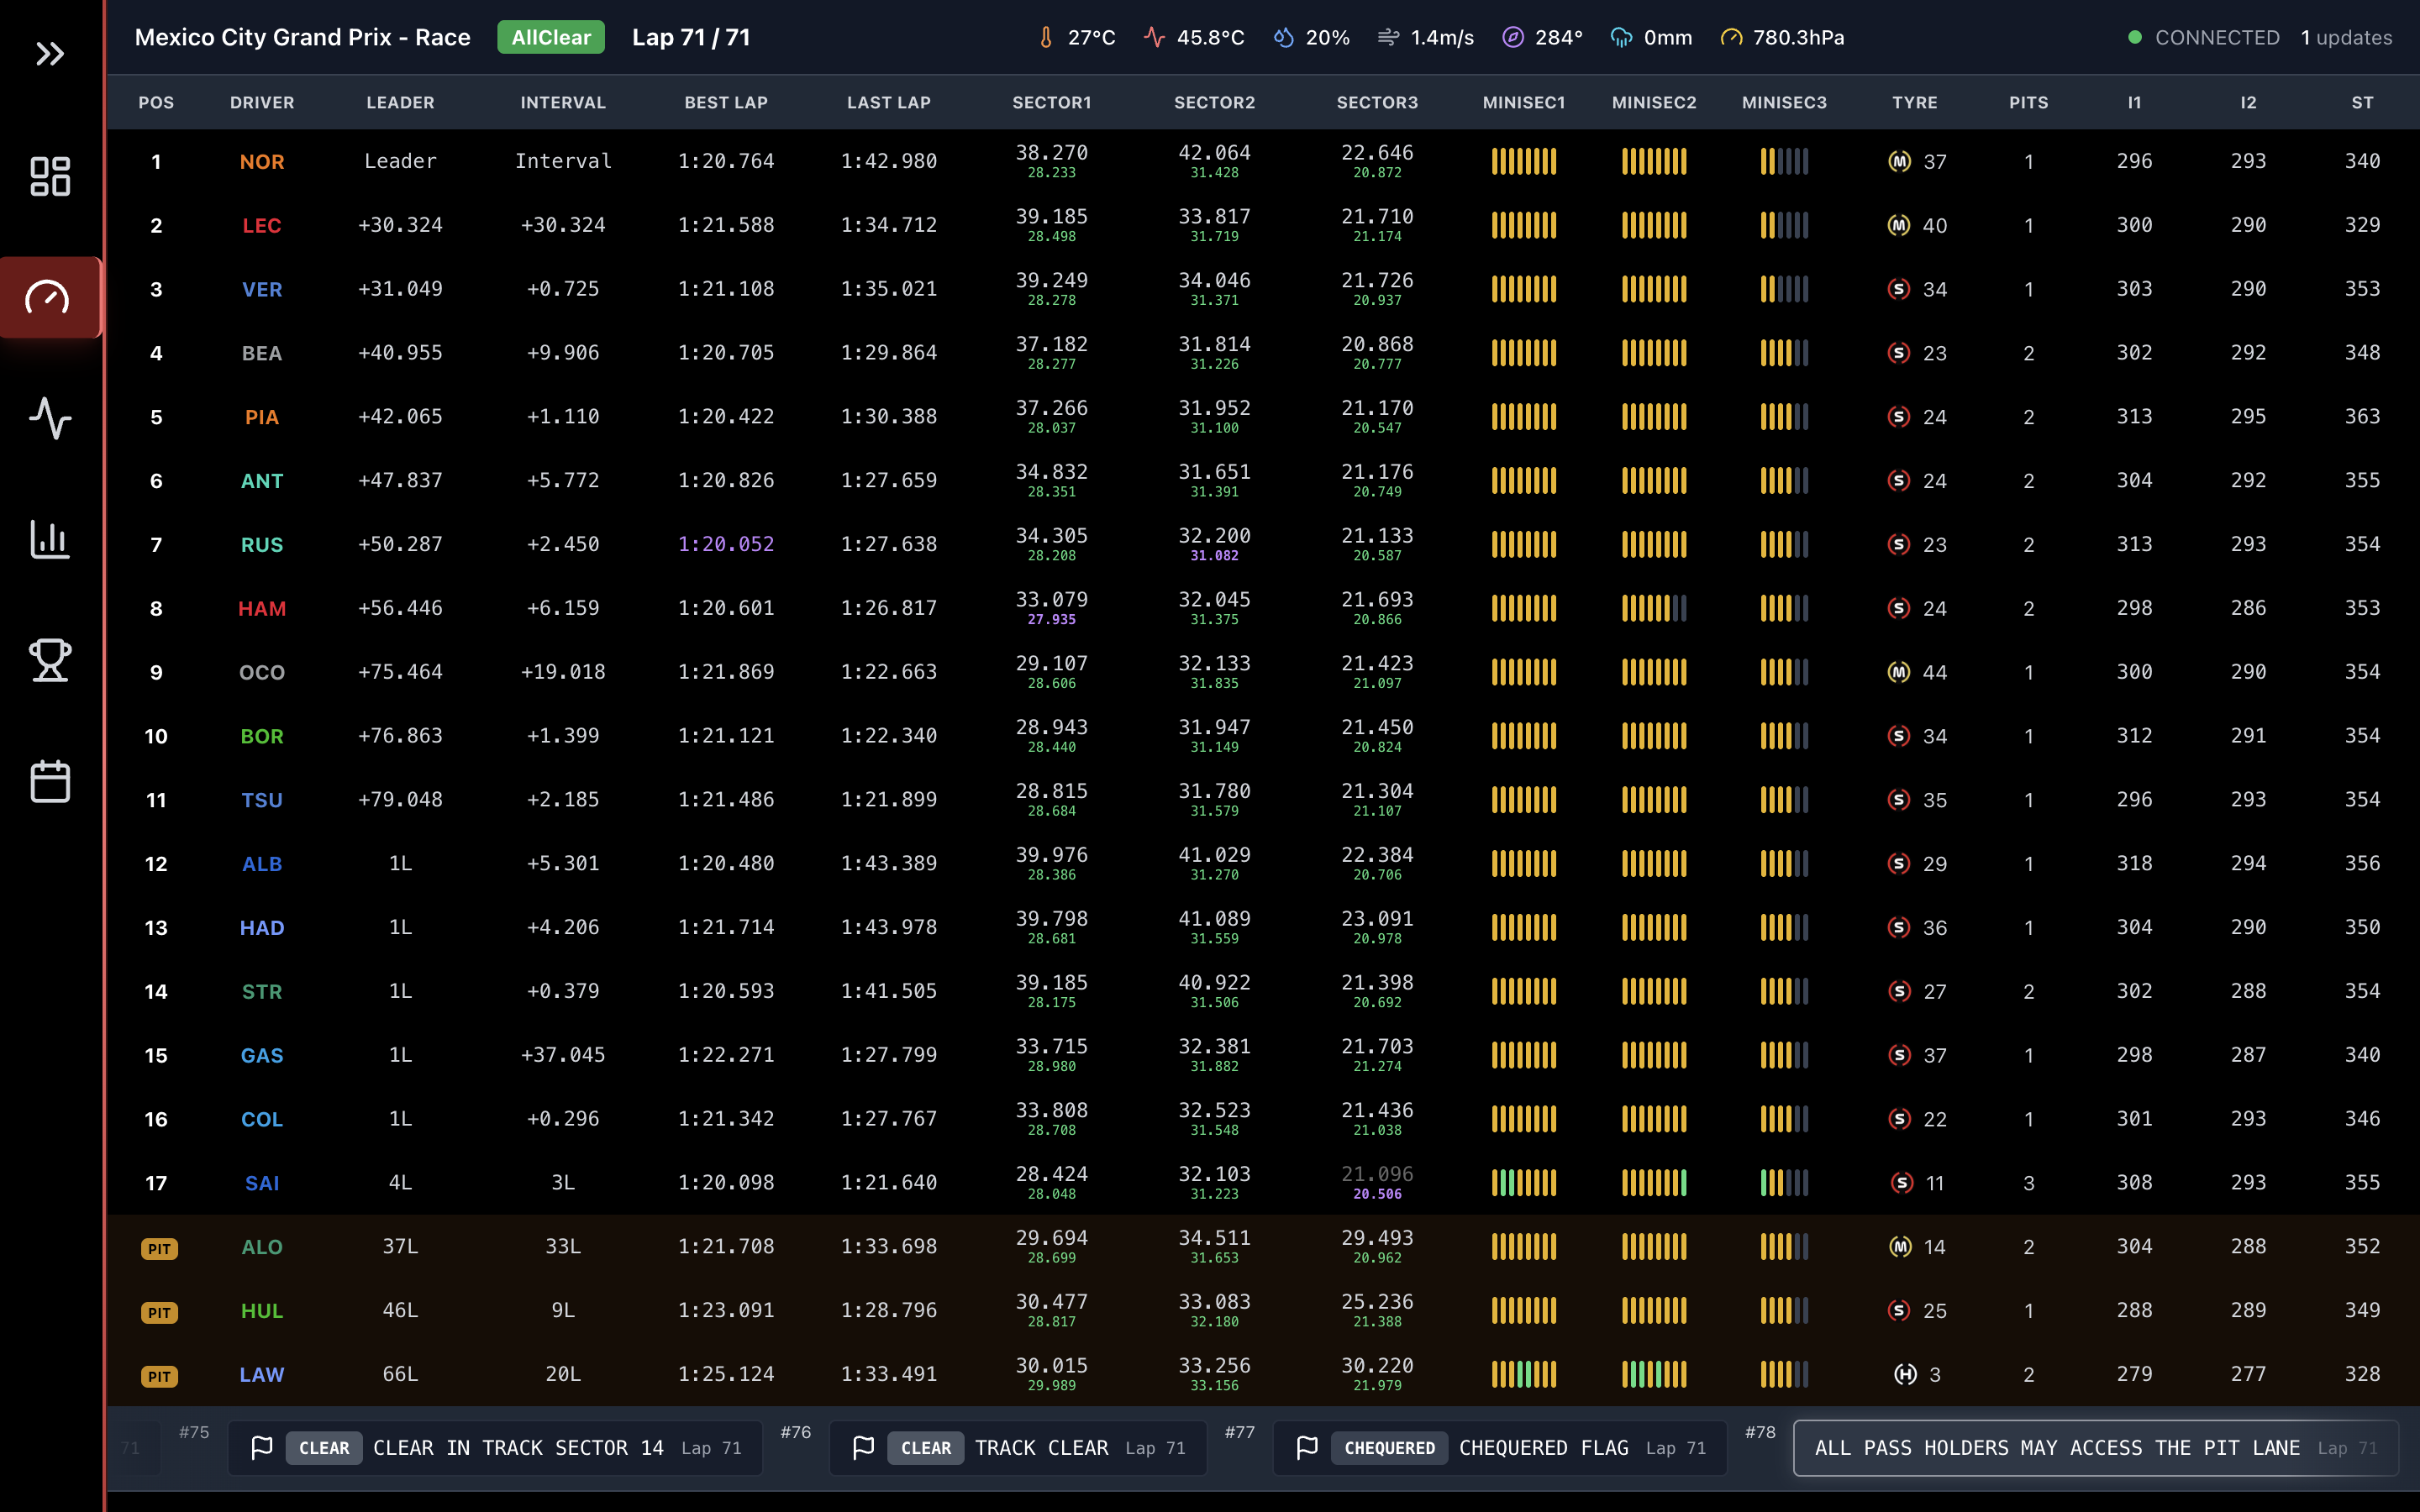 Mexico City Grand Prix - Race AllClear Lap 71 / 71 27°C 45.8°C 20% 1.4m/s 284° 0mm 780.3hPa CONNECTED 1 updates
POS DRIVER LEADER INTERVAL BEST LAP LAST LAP SECTOR1 SECTOR2 SECTOR3 MINISEC1 MINISEC2 MINISEC3 TYRE PITS I1 I2 ST
1 NOR Leader Interval 1:20.764 1:42.980 38.270 42.064 22.646 M 37 1 296 293 340
28.233 31.428 20.872
2 LEC +30.324 +30.324 1:21.588 1:34.712 39.185 33.817 21.710 M 40 1 300 290 329
28.498 31.719 21.174
3 VER +31.049 +0.725 1:21.108 1:35.021 39.249 34.046 21.726 S 34 1 303 290 353
28.278 31.371 20.937
4 BEA +40.955 +9.906 1:20.705 1:29.864 37.182 31.814 20.868 S 23 2 302 292 348
28.277 31.226 20.777
5 PIA +42.065 +1.110 1:20.422 1:30.388 37.266 31.952 21.170 S 24 2 313 295 363
28.037 31.100 20.547
6 ANT +47.837 +5.772 1:20.826 1:27.659 34.832 31.651 21.176 S 24 2 304 292 355
28.351 31.391 20.749
7 RUS +50.287 +2.450 1:20.052 1:27.638 34.305 32.200 21.133 S 23 2 313 293 354
28.208 31.082 20.587
8 HAM +56.446 +6.159 1:20.601 1:26.817 33.079 32.045 21.693 S 24 2 298 286 353
27.935 31.375 20.866
9 OCO +75.464 +19.018 1:21.869 1:22.663 29.107 32.133 21.423 M 44 1 300 290 354
28.606 31.835 21.097
10 BOR +76.863 +1.399 1:21.121 1:22.340 28.943 31.947 21.450 S 34 1 312 291 354
28.440 31.149 20.824
11 TSU +79.048 +2.185 1:21.486 1:21.899 28.815 31.780 21.304 S 35 1 296 293 354
28.684 31.579 21.107
12 ALB 1L +5.301 1:20.480 1:43.389 39.976 41.029 22.384 S 29 1 318 294 356
28.386 31.270 20.706
13 HAD 1L +4.206 1:21.714 1:43.978 39.798 41.089 23.091 S 36 1 304 290 350
28.681 31.559 20.978
14 STR 1L +0.379 1:20.593 1:41.505 39.185 40.922 21.398 S 27 2 302 288 354
28.175 31.506 20.692
15 GAS 1L +37.045 1:22.271 1:27.799 33.715 32.381 21.703 S 37 1 298 287 340
28.980 31.882 21.274
16 COL 1L +0.296 1:21.342 1:27.767 33.808 32.523 21.436 S 22 1 301 293 346
28.708 31.548 21.038
17 SAI 4L 3L 1:20.098 1:21.640 28.424 32.103 21.096 S 11 3 308 293 355
28.048 31.223 20.506
PIT ALO 37L 33L 1:21.708 1:33.698 29.694 34.511 29.493 M 14 2 304 288 352
28.699 31.653 20.962
PIT HUL 46L 9L 1:23.091 1:28.796 30.477 33.083 25.236 S 25 1 288 289 349
28.817 32.180 21.388
PIT LAW 66L 20L 1:25.124 1:33.491 30.015 33.256 30.220 H 3 2 279 277 328
29.989 33.156 21.979
71 #75 CLEAR CLEAR IN TRACK SECTOR 14 Lap 71 #76 CLEAR TRACK CLEAR Lap 71 #77 CHEQUERED CHEQUERED FLAG Lap 71 #78 ALL PASS HOLDERS MAY ACCESS THE PIT LANE Lap 71